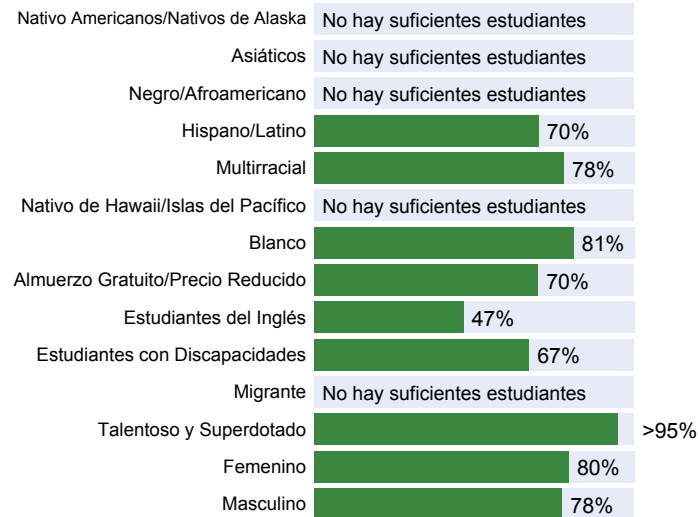 Nativo Americanos/Nativos de Alaska No hay suficientes estudiantes
Asiáticos No hay suficientes estudiantes
Negro/Afroamericano No hay suficientes estudiantes
Hispano/Latino 70%
Multirracial 78%
Nativo de Hawaii/Islas del Pacífico No hay suficientes estudiantes
Blanco 81%
Almuerzo Gratuito/Precio Reducido 70%
Estudiantes del Inglés 47%
Estudiantes con Discapacidades 67%
Migrante No hay suficientes estudiantes
Talentoso y Superdotado >95%
Femenino 80%
Masculino 78%